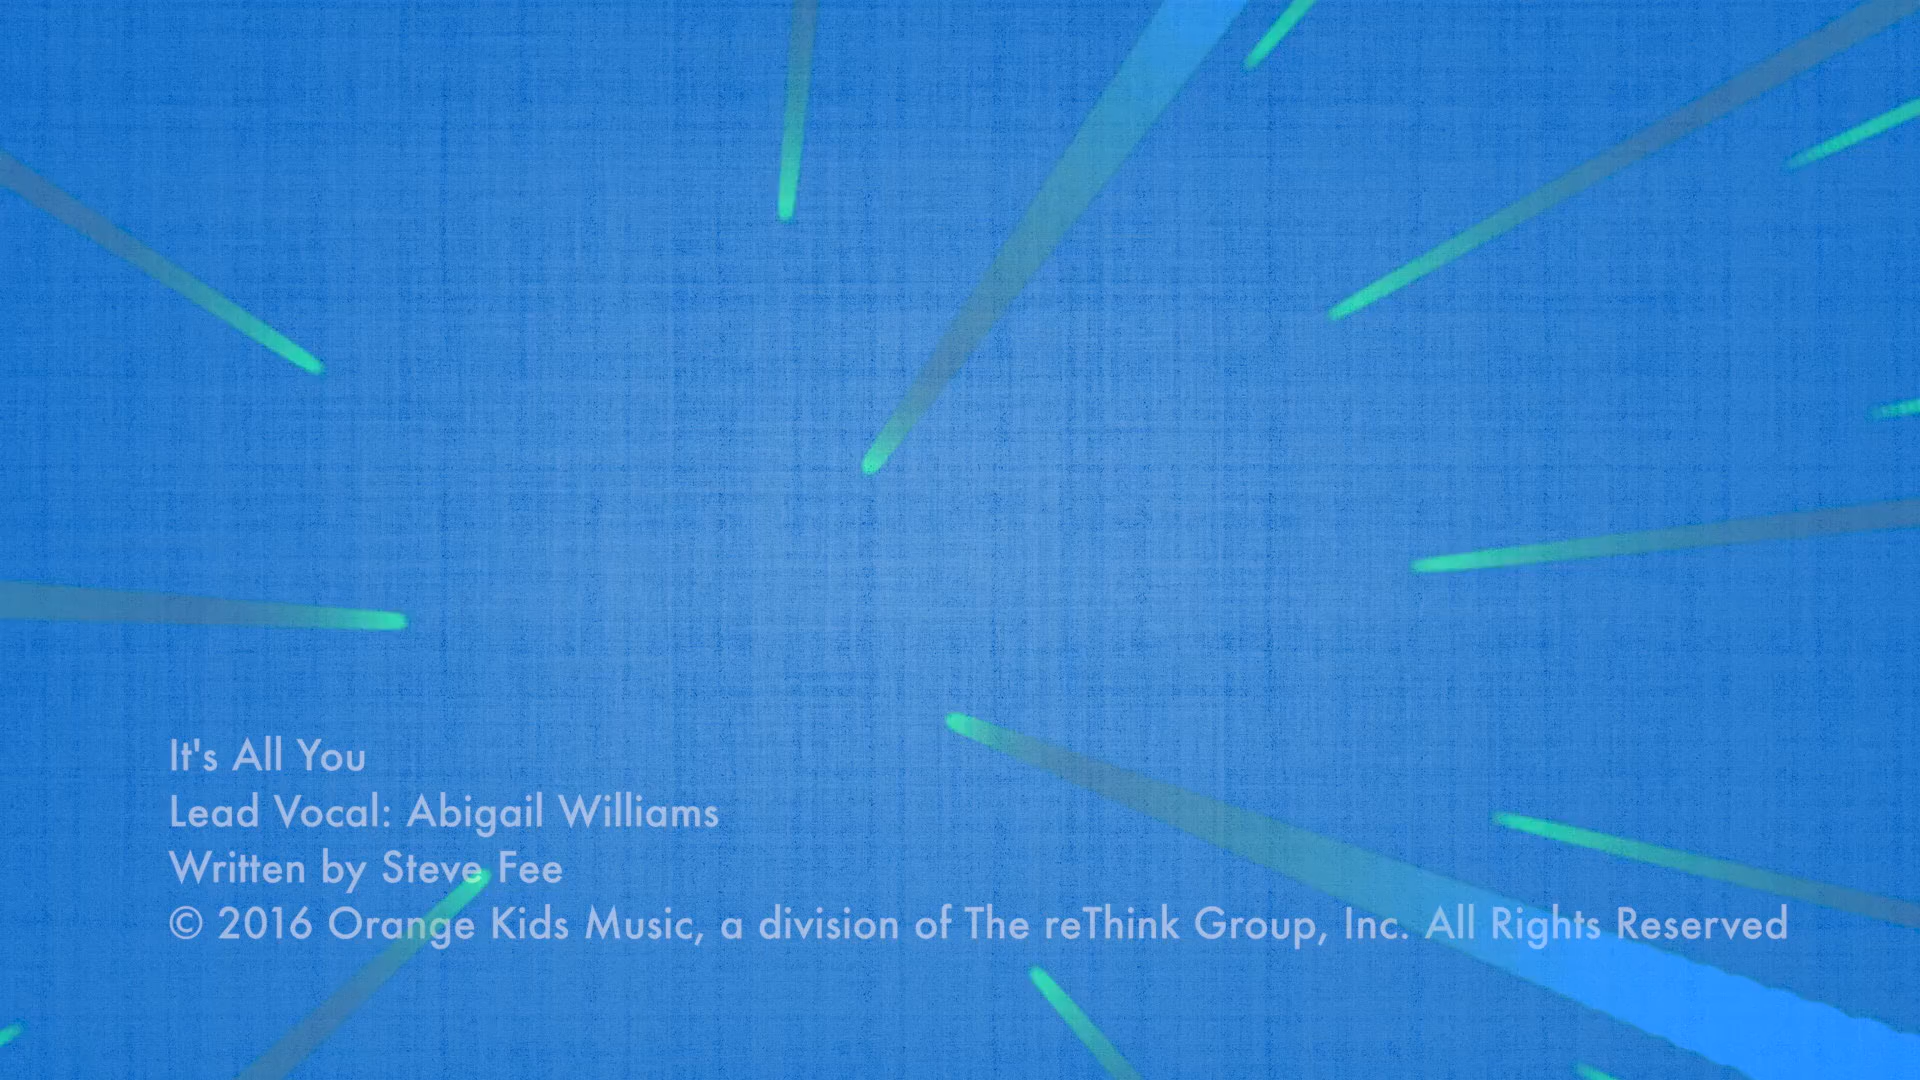 It's All You
Lead Vocal: Abigail Williams
Written by Steve Fee
© 2016 Orange Kids Music, a division of The reThink Group, Inc. All Rights Reserved